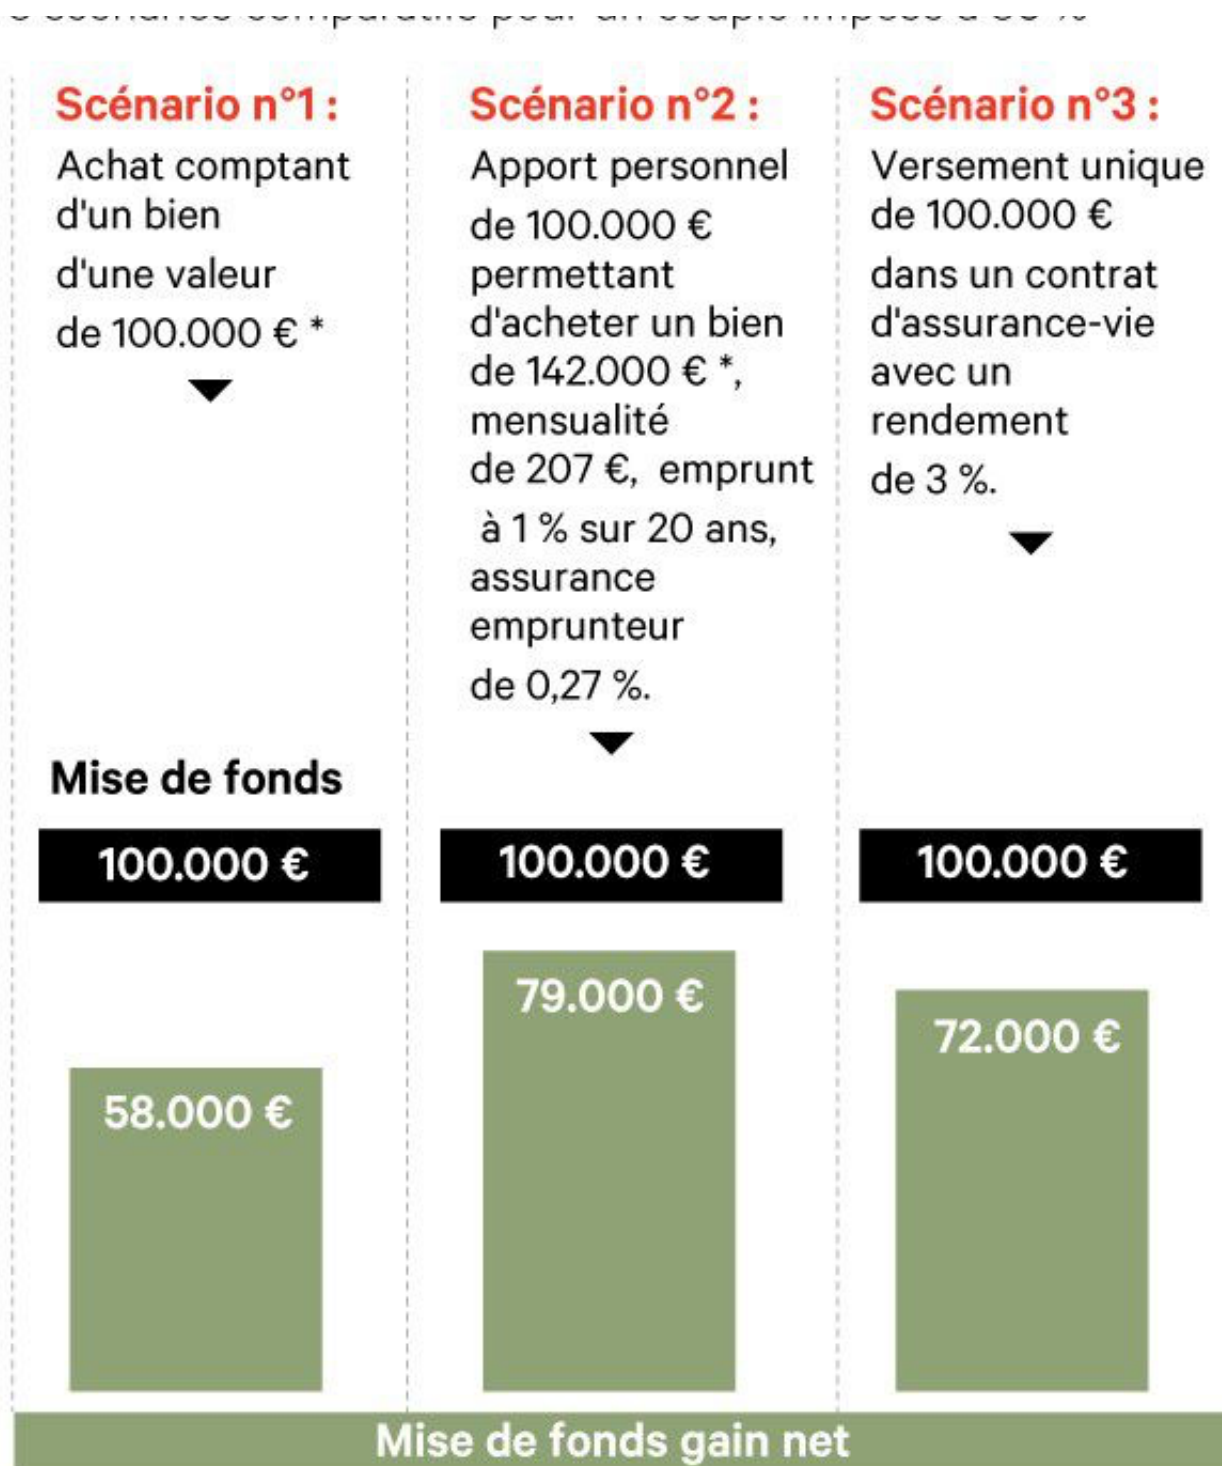 Scénario n°1 :
Achat comptant
d'un bien
d'une valeur
de 100.000 € *
Scénario n°2 :
Apport personnel
de 100.000 €
permettant
d'acheter un bien
de 142.000 € *,
mensualité
de 207 €, emprunt
à 1 % sur 20 ans,
assurance
emprunteur
de 0,27 %.
Scénario n°3 :
Versement unique
de 100.000 €
dans un contrat
d'assurance-vie
avec un
rendement
de 3 %.
Mise de fonds
100.000 €
100.000 €
100.000 €
58.000 €
79.000 €
72.000 €
Mise de fonds gain net